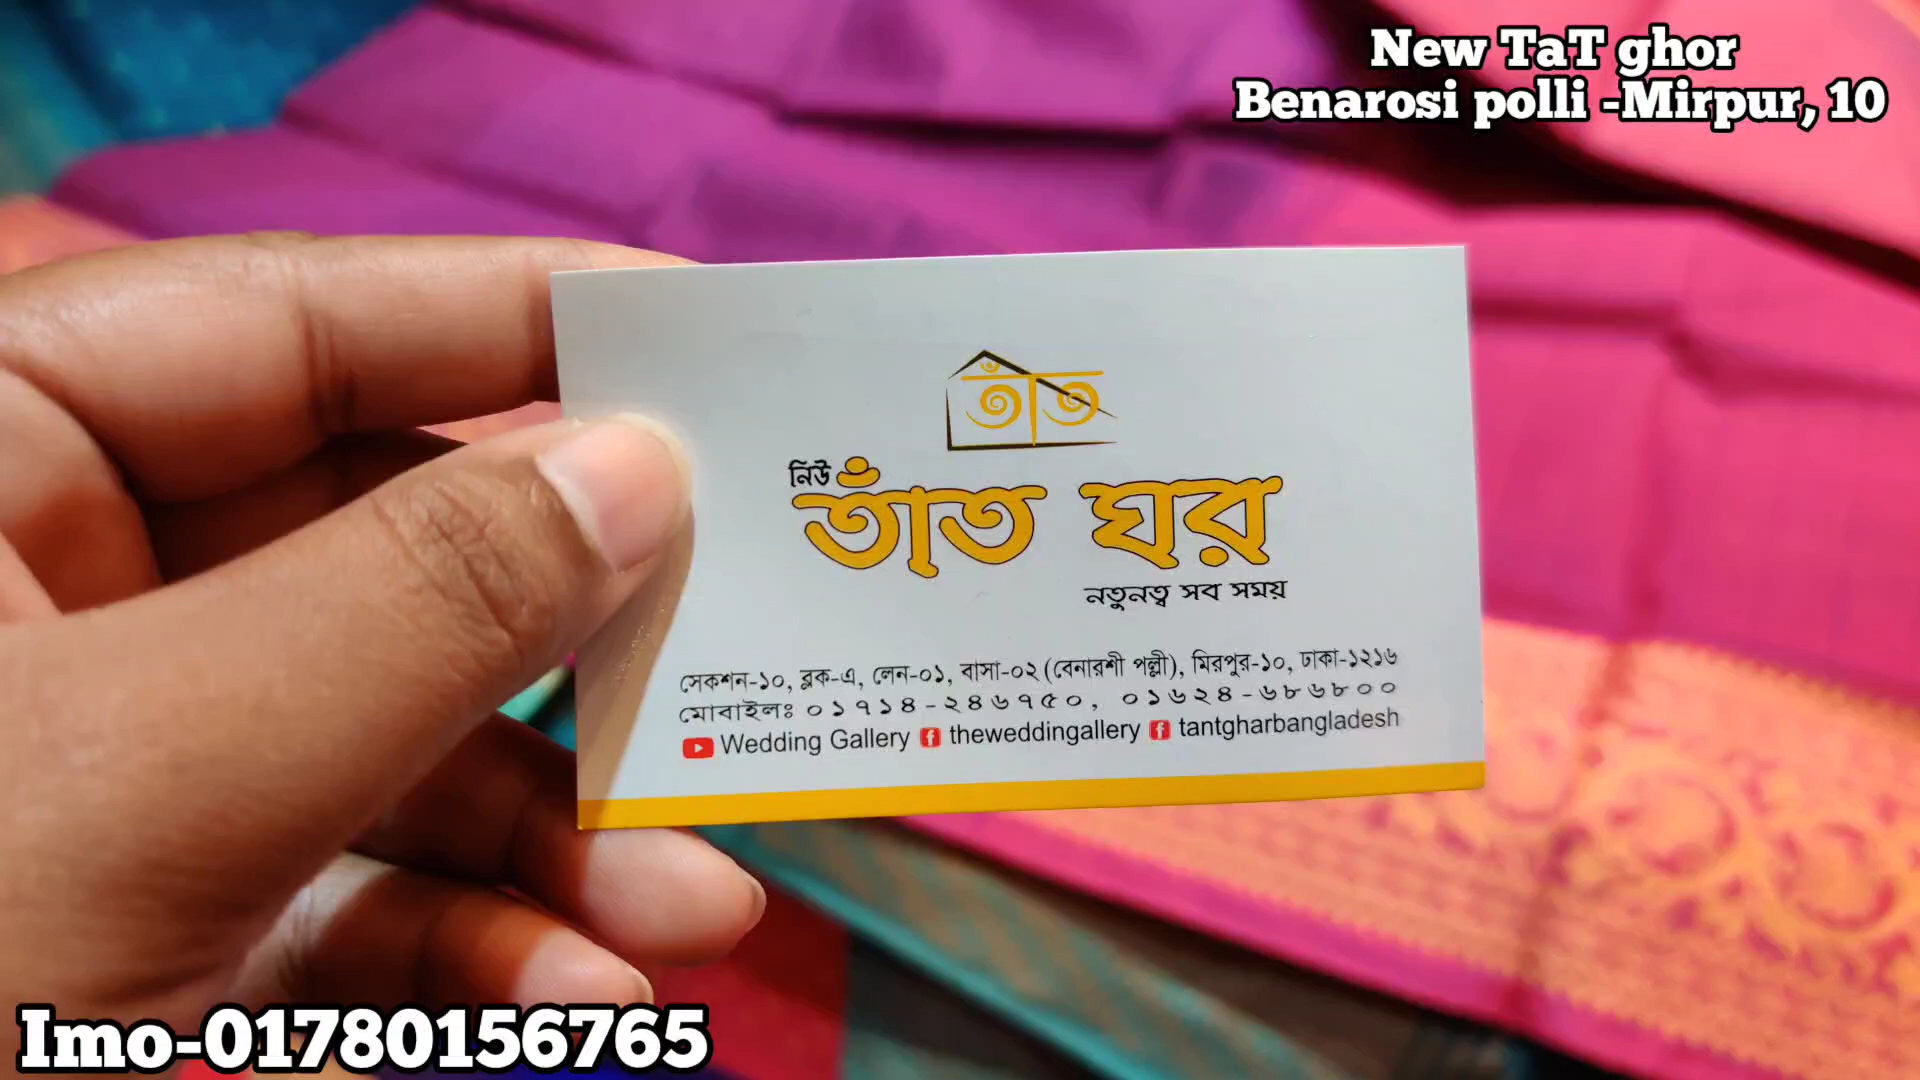 New TaT ghor
Benarosi polli -Mirpur, 10
তাঁত
নিউ
তাঁত ঘর
নতুনত্ব সব সময়
সেকশন-১০, ব্লক-এ, লেন-০১, বাসা-০২ (বেনারশী পল্লী), মিরপুর-১০, ঢাকা-১২১৬
মোবাইলঃ ০১৭১৪-২৪৬৭৫০, ০১৬২৪-৬৮৬৮০০
Wedding Gallery theweddingallery tantgharbangladesh
Imo-01780156765